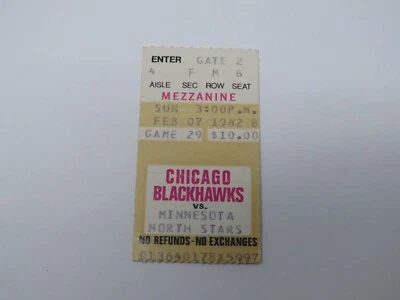 ENTER GATE 2
4 F M 6
AISLE SEC ROW SEAT
MEZZANINE
SUN 3:00P.M.
FEB 07 1982 B
GAME 29 $10.00
CHICAGO
BLACKHAWKS
vs.
MINNESOTA
NORTH STARS
NO REFUNDS-NO EXCHANGES